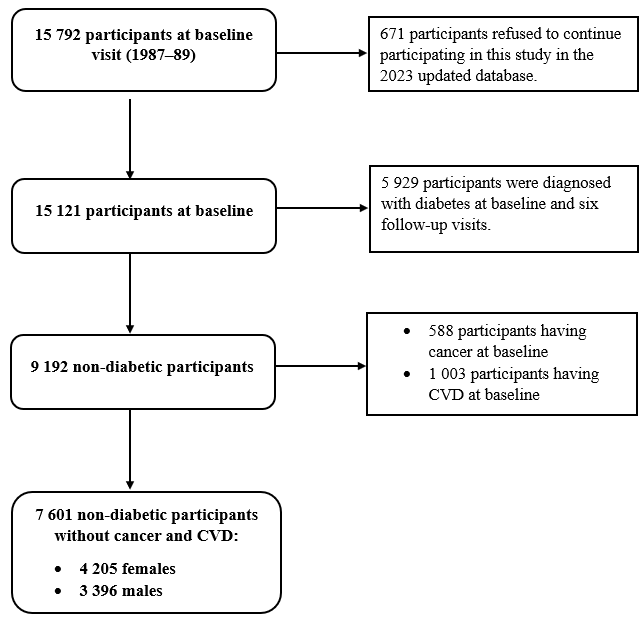 15 792 participants at baseline
visit (1987–89)
671 participants refused to continue
participating in this study in the
2023 updated database.
15 121 participants at baseline
5 929 participants were diagnosed
with diabetes at baseline and six
follow-up visits.
9 192 non-diabetic participants
• 588 participants having
cancer at baseline
• 1 003 participants having
CVD at baseline
7 601 non-diabetic participants
without cancer and CVD:
• 4 205 females
• 3 396 males